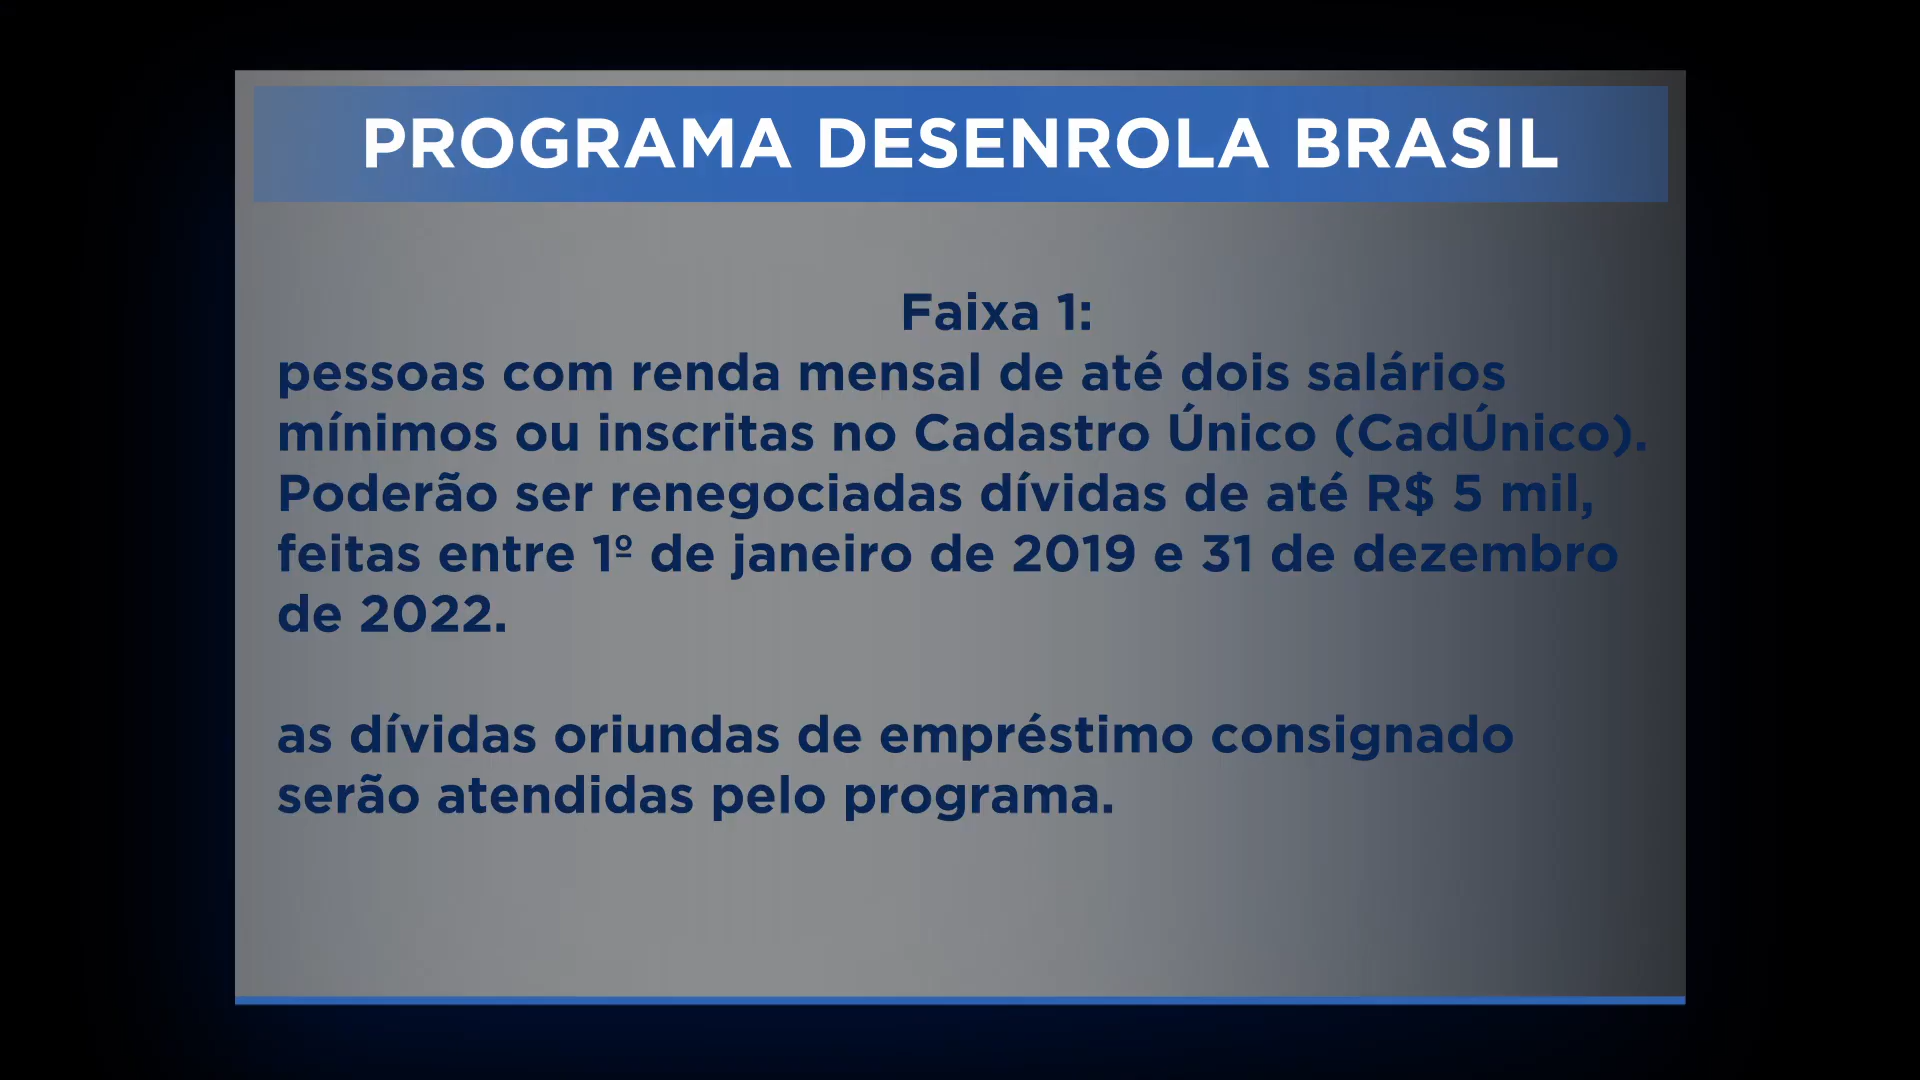 PROGRAMA DESENROLA BRASIL
Faixa 1:
pessoas com renda mensal de até dois salários
mínimos ou inscritas no Cadastro Único (CadÚnico).
Poderão ser renegociadas dívidas de até R$ 5 mil,
feitas entre 1º de janeiro de 2019 e 31 de dezembro
de 2022.
as dívidas oriundas de empréstimo consignado
serão atendidas pelo programa.